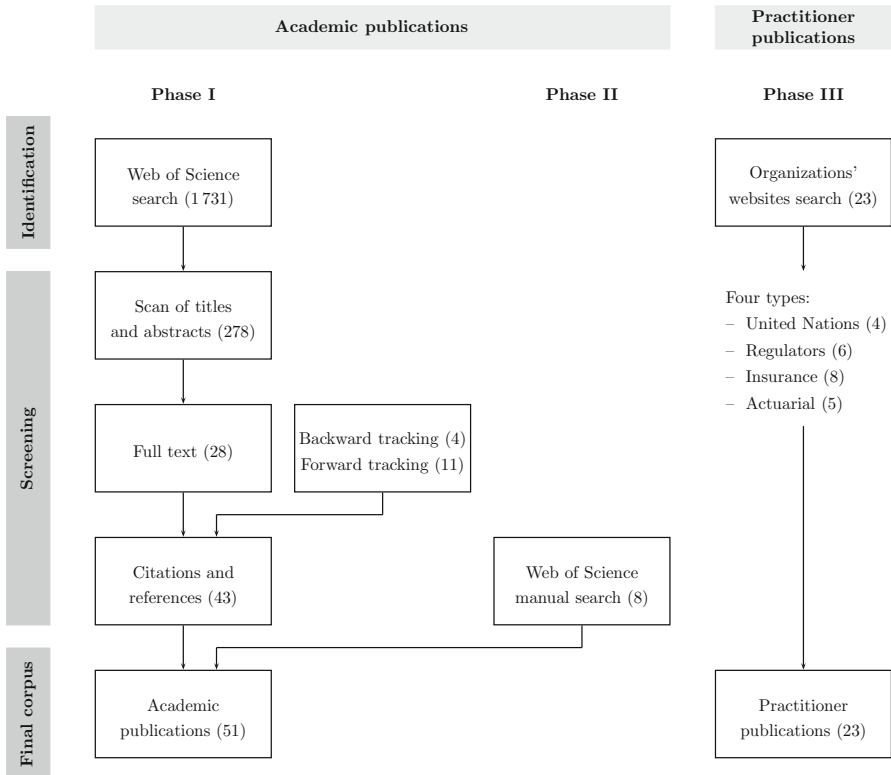 Academic publications
Practitioner
publications
Phase I
Phase II
Phase III
Identification
Web of Science
search (1 731)
Organizations'
websites search (23)
Screening
Scan of titles
and abstracts (278)
Four types:
– United Nations (4)
– Regulators (6)
– Insurance (8)
– Actuarial (5)
Full text (28)
Backward tracking (4)
Forward tracking (11)
Citations and
references (43)
Web of Science
manual search (8)
Final corpus
Academic
publications (51)
Practitioner
publications (23)